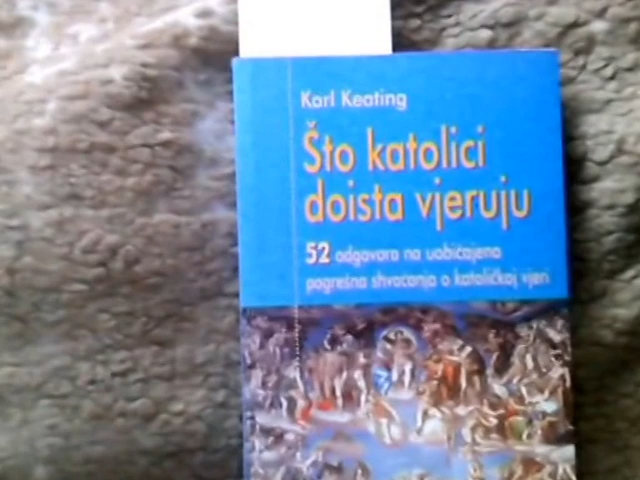 Karl Keating
Što katolici
doista vjeruju
52 odgovora na uobičajena
pogrešna shvaćanja o katoličkoj vjeri